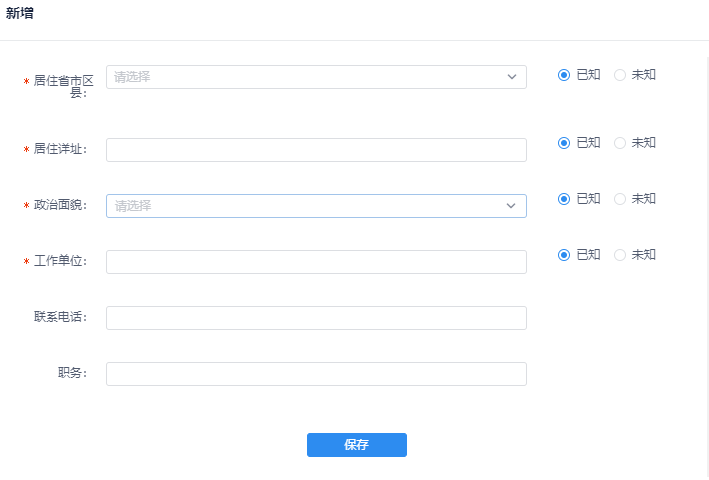 新增
* 居住省市区县: 请选择 已知 未知
* 居住详址: 已知 未知
* 政治面貌: 请选择 已知 未知
* 工作单位: 已知 未知
联系电话:
职务:
保存